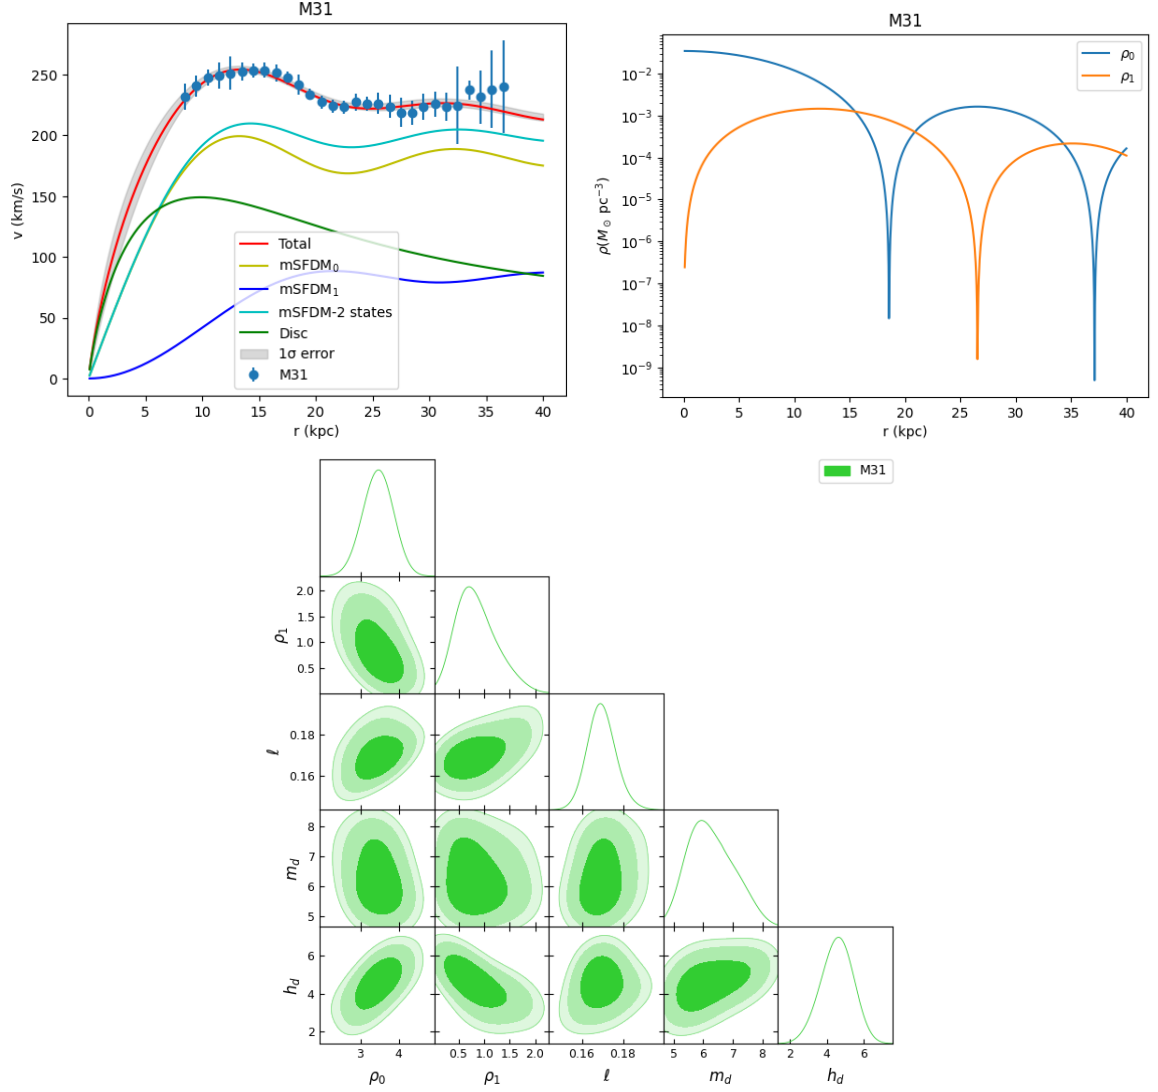 M31
250
200
150
100
50
0
v (km/s)
Total
mSFDM₀
mSFDM₁
mSFDM-2 states
Disc
1σ error
M31
0 5 10 15 20 25 30 35 40
r (kpc)
M31
ρ₀
ρ₁
10⁻²
10⁻³
10⁻⁴
10⁻⁵
10⁻⁶
10⁻⁷
10⁻⁸
10⁻⁹
ρ(M⊙ pc⁻³)
0 5 10 15 20 25 30 35 40
r (kpc)
M31
2.0
1.5
1.0
0.5
ρ₁
0.18
0.16
ℓ
8
7
6
5
m_d
6
4
2
h_d
3 4
0.5 1.0 1.5 2.0
0.16 0.18
5 6 7 8
2 4 6
ρ₀ ρ₁ ℓ m_d h_d